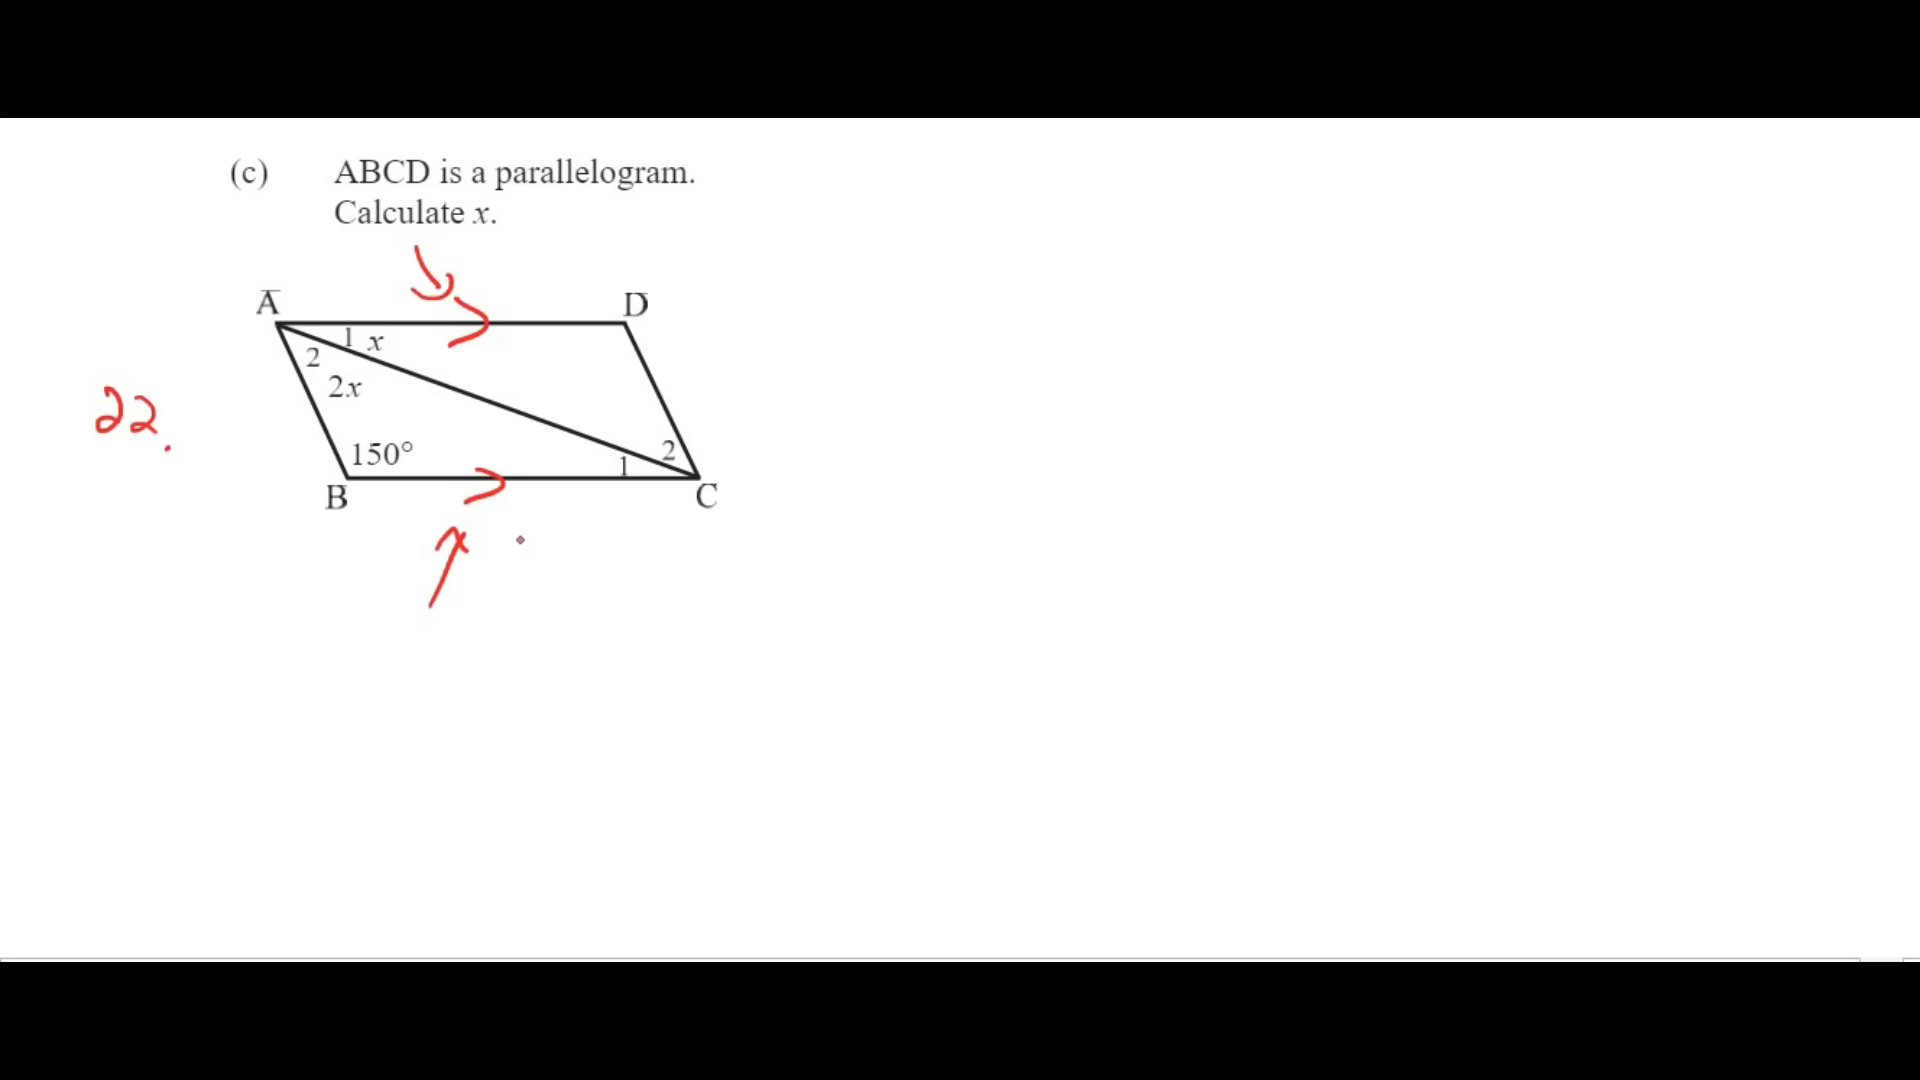 (c) ABCD is a parallelogram.
Calculate x.
A
D
1 x
2
2x
22.
150°
2
1
B
C